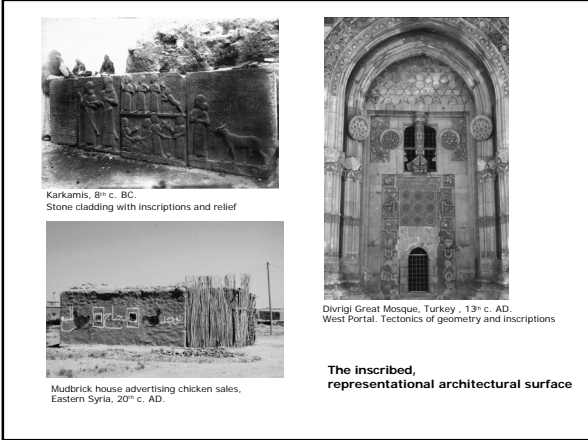 Karkamis, 8th c. BC.
Stone cladding with inscriptions and relief
Mudbrick house advertising chicken sales,
Eastern Syria, 20th c. AD.
Divrigi Great Mosque, Turkey , 13th c. AD.
West Portal. Tectonics of geometry and inscriptions
The inscribed,
representational architectural surface